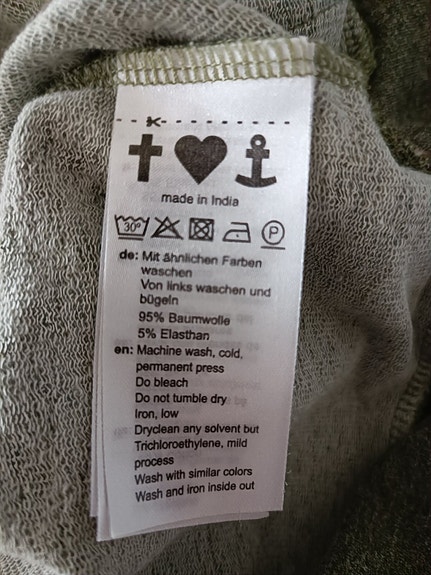 made in India
30°
P
de: Mit ähnlichen Farben
waschen
Von links waschen und
bügeln
95% Baumwolle
5% Elasthan
en: Machine wash, cold,
permanent press
Do bleach
Do not tumble dry
Iron, low
Dryclean any solvent but
Trichloroethylene, mild
process
Wash with similar colors
Wash and iron inside out